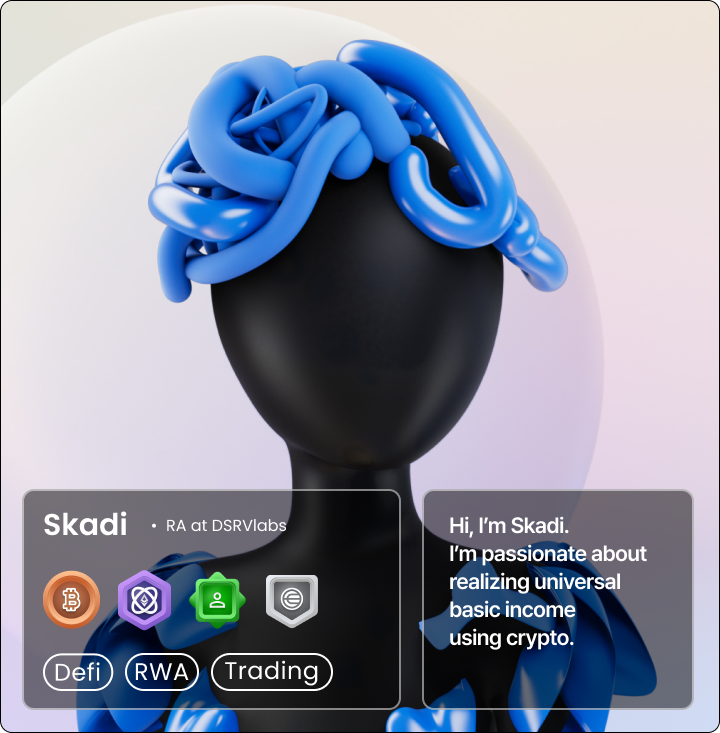 Skadi
• RA at DSRVlabs
Defi
RWA
Trading
Hi, I’m Skadi.
I’m passionate about
realizing universal
basic income
using crypto.